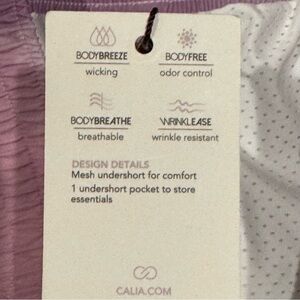 BODYBREEZE
wicking
BODYFREE
odor control
BODYBREATHE
breathable
WRINKLEASE
wrinkle resistant
DESIGN DETAILS
Mesh undershort for comfort
1 undershort pocket to store
essentials
CALIA.COM